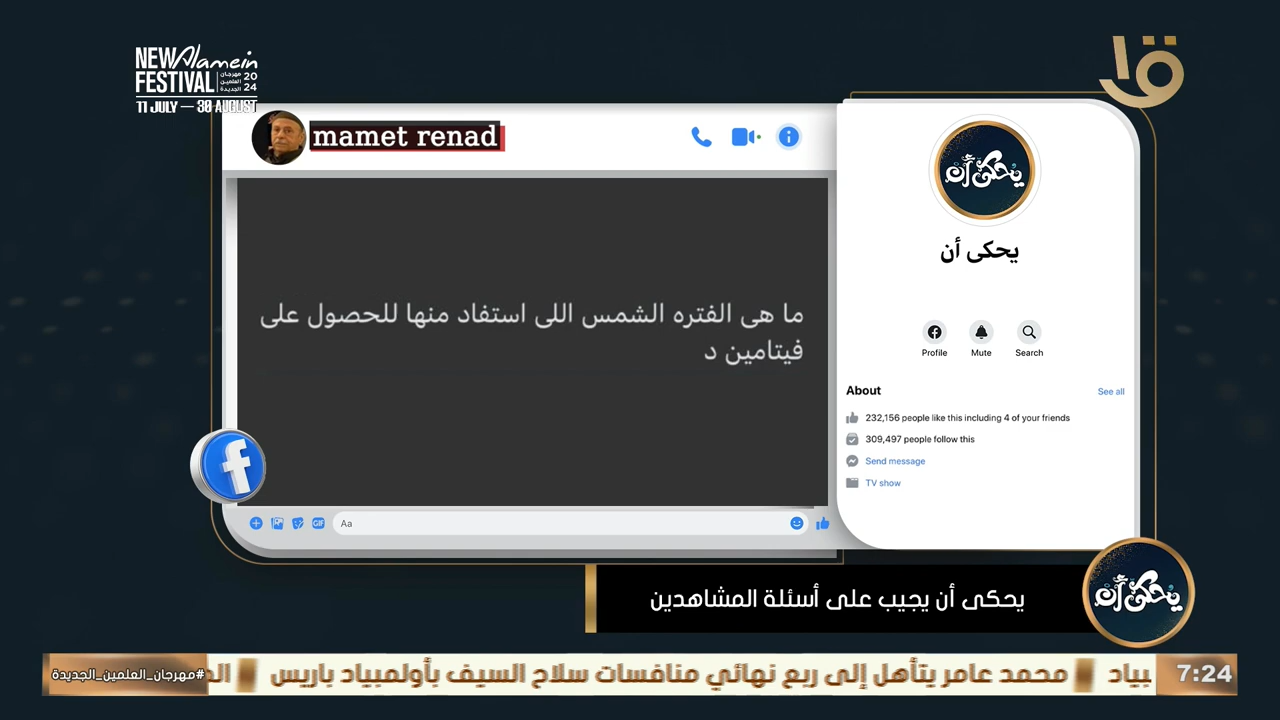 NEW Alamein
FESTIVAL
مهرجان
العلمين
الجديدة
20
24
11 JULY — 30 AUGUST
mamet renad
ما هى الفتره الشمس اللى استفاد منها للحصول على
فيتامين د
Aa
يحكى أن
يحكى أن
Profile
Mute
Search
About
See all
232,156 people like this including 4 of your friends
309,497 people follow this
Send message
TV show
GIF
يحكى أن يجيب على أسئلة المشاهدين
يحكى أن
7:24
محمد عامر يتأهل إلى ربع نهائي منافسات سلاح السيف بأولمبياد باريس
#مهرجان_العلمين_الجديدة